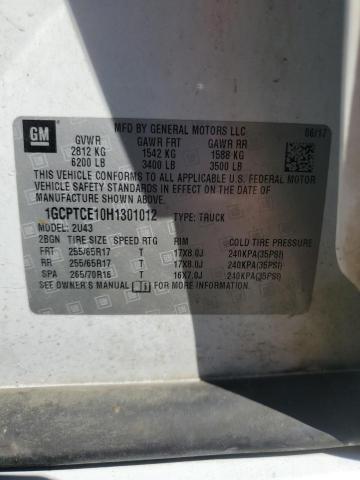 GM
MFD BY GENERAL MOTORS LLC 06/17
GVWR GAWR FRT GAWR RR
2812 KG 1542 KG 1588 KG
6200 LB 3400 LB 3500 LB
THIS VEHICLE CONFORMS TO ALL APPLICABLE U.S. FEDERAL MOTOR
VEHICLE SAFETY, BUMPER, AND THEFT PREVENTION STANDARDS IN
EFFECT ON THE DATE OF MANUFACTURE SHOWN ABOVE.
1GCPTCE10H1301012 TYPE: TRUCK
MODEL: 2U43
2BGN TIRE SIZE SPEED RTG RIM COLD TIRE PRESSURE
FRT 255/65R17 T 17X8.0J 240KPA(35PSI)
RR 255/65R17 T 17X8.0J 240KPA(35PSI)
SPA 265/70R16 T 16X7.0J 240KPA(35PSI)
SEE OWNER'S MANUAL FOR MORE INFORMATION